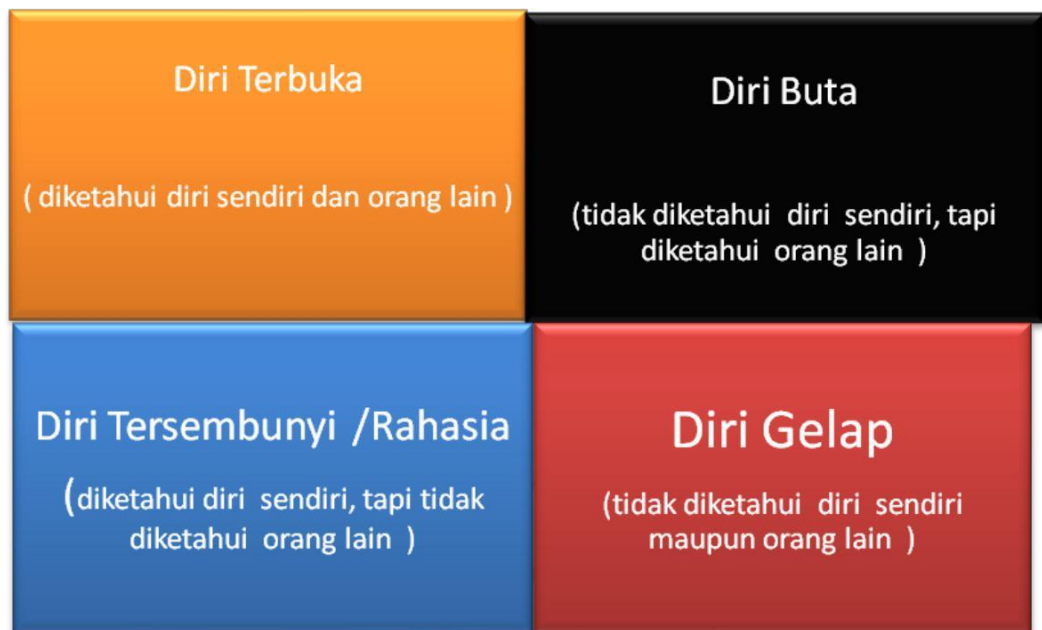 Diri Terbuka
( diketahui diri sendiri dan orang lain )
Diri Buta
(tidak diketahui diri sendiri, tapi
diketahui orang lain )
Diri Tersembunyi /Rahasia
(diketahui diri sendiri, tapi tidak
diketahui orang lain )
Diri Gelap
(tidak diketahui diri sendiri
maupun orang lain )